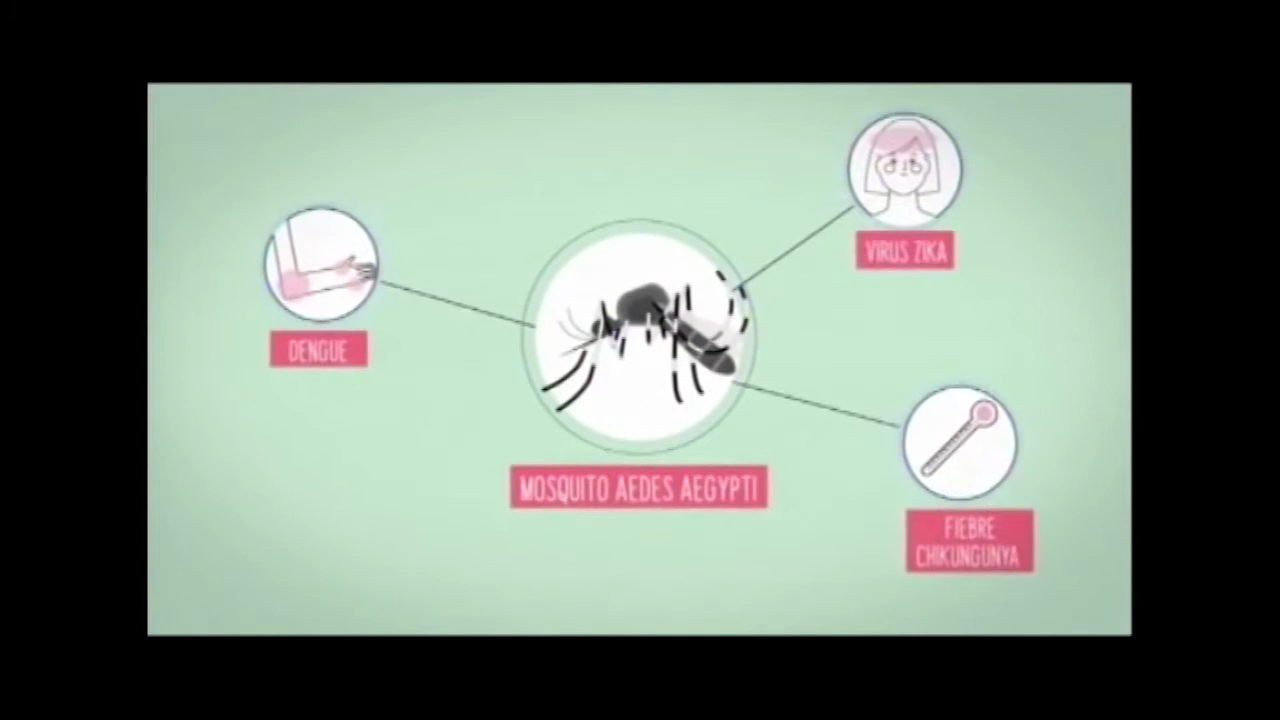 VIRUS ZIKA
DENGUE
MOSQUITO AEDES AEGYPTI
FIEBRE
CHIKUNGUNYA